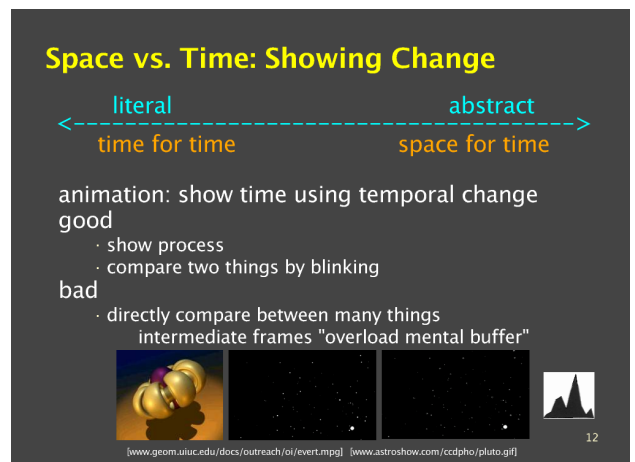 Space vs. Time: Showing Change
literal abstract
<------------------------------------->
time for time space for time
animation: show time using temporal change
good
· show process
· compare two things by blinking
bad
· directly compare between many things
intermediate frames "overload mental buffer"
[www.geom.uiuc.edu/docs/outreach/oi/evert.mpg] [www.astroshow.com/ccdpho/pluto.gif]
12